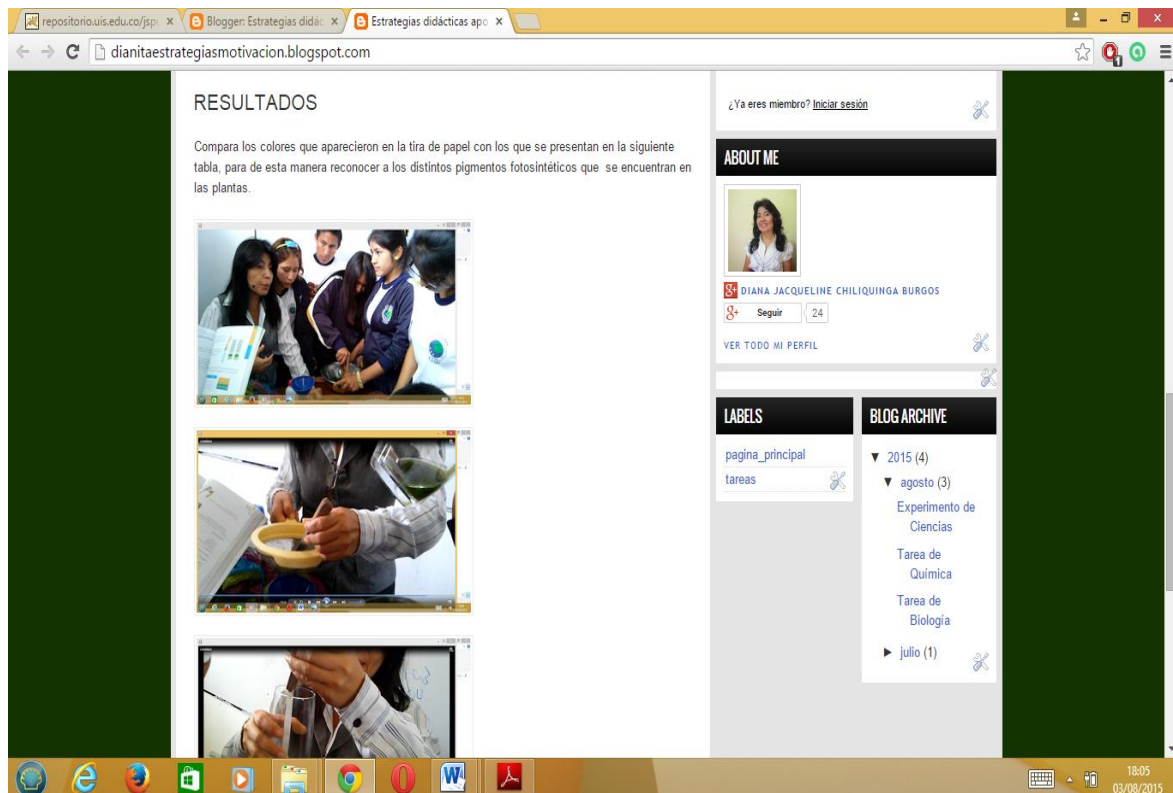 repositorio.uis.edu.co/jsp
Blogger: Estrategias didác
Estrategias didácticas apo
dianitaestrategiasmotivacion.blogspot.com
RESULTADOS
Compara los colores que aparecieron en la tira de papel con los que se presentan en la siguiente
tabla, para de esta manera reconocer a los distintos pigmentos fotosintéticos que se encuentran en
las plantas.
¿Ya eres miembro? Iniciar sesión
ABOUT ME
DIANA JACQUELINE CHILIQUINGA BURGOS
Seguir 24
VER TODO MI PERFIL
LABELS
pagina_principal
tareas
BLOG ARCHIVE
▼ 2015 (4)
▼ agosto (3)
Experimento de
Ciencias
Tarea de
Química
Tarea de
Biología
► julio (1)
18:05
03/08/2015